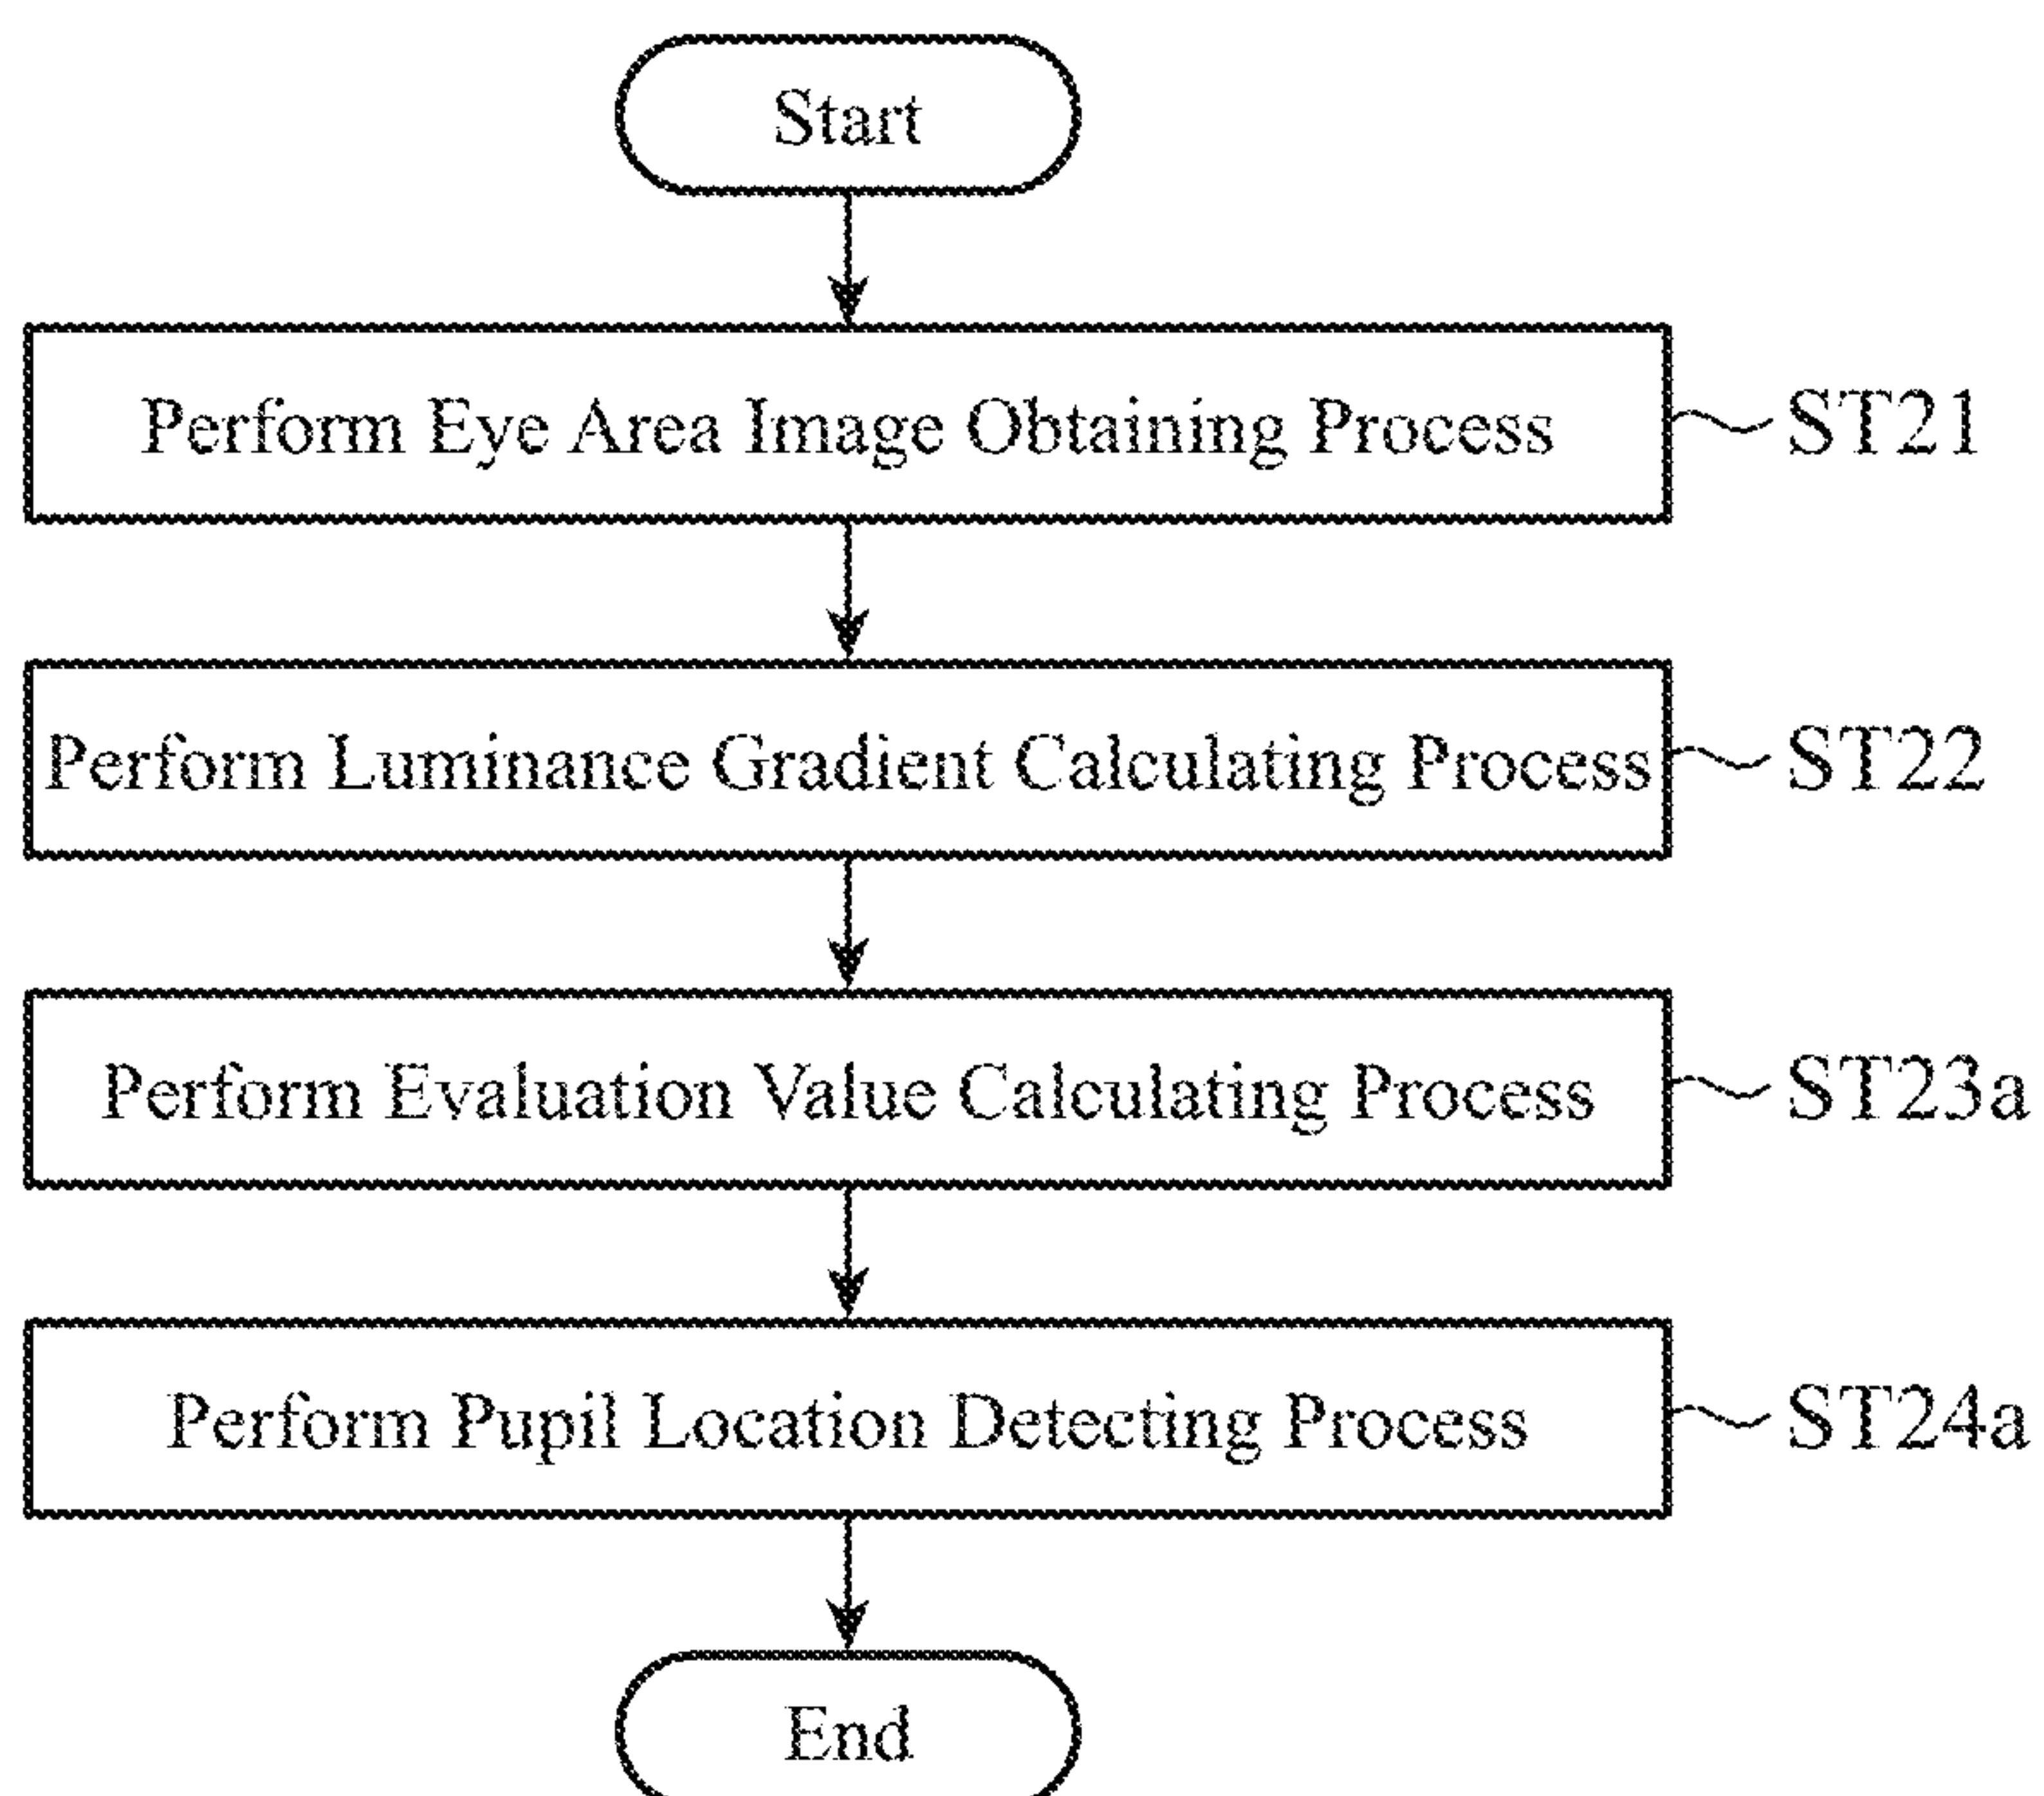 Start
Perform Eye Area Image Obtaining Process ST21
Perform Luminance Gradient Calculating Process ST22
Perform Evaluation Value Calculating Process ST23a
Perform Pupil Location Detecting Process ST24a
End